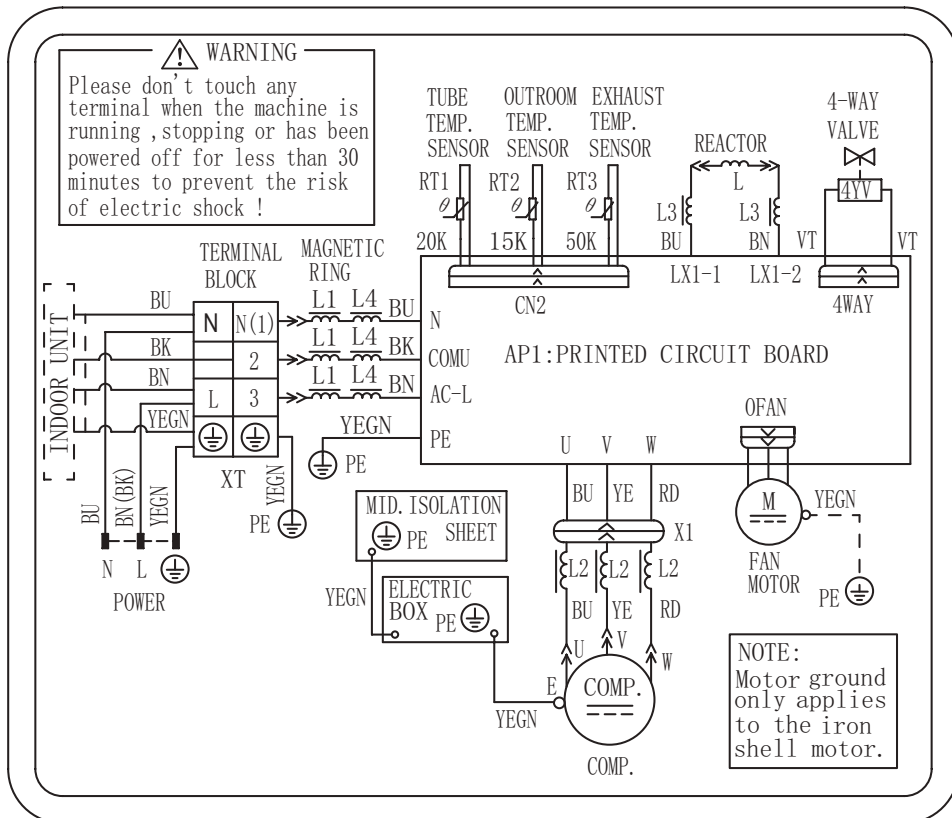 WARNING
Please don't touch any
terminal when the machine is
running ,stopping or has been
powered off for less than 30
minutes to prevent the risk
of electric shock !
TUBE
TEMP.
SENSOR
OUTROOM
TEMP.
SENSOR
EXHAUST
TEMP.
SENSOR
REACTOR
L
4-WAY
VALVE
4YV
RT1
RT2
RT3
θ
θ
θ
20K
15K
50K
L3
L3
BU
BN
VT
VT
LX1-1
LX1-2
CN2
4WAY
TERMINAL
BLOCK
MAGNETIC
RING
INDOOR UNIT
BU
N
N(1)
L1
L4
BU
N
BK
2
L1
L4
BK
COMU
BN
L
3
L1
L4
BN
AC-L
YEGN
YEGN
PE
PE
XT
YEGN
PE
AP1:PRINTED CIRCUIT BOARD
BU
BN(BK)
YEGN
N
L
POWER
OFAN
M
FAN
MOTOR
YEGN
PE
U
V
W
BU
YE
RD
X1
L2
L2
L2
BU
YE
RD
U
V
W
MID. ISOLATION
SHEET
PE
YEGN
ELECTRIC
BOX
PE
YEGN
E
COMP.
COMP.
NOTE:
Motor ground
only applies
to the iron
shell motor.